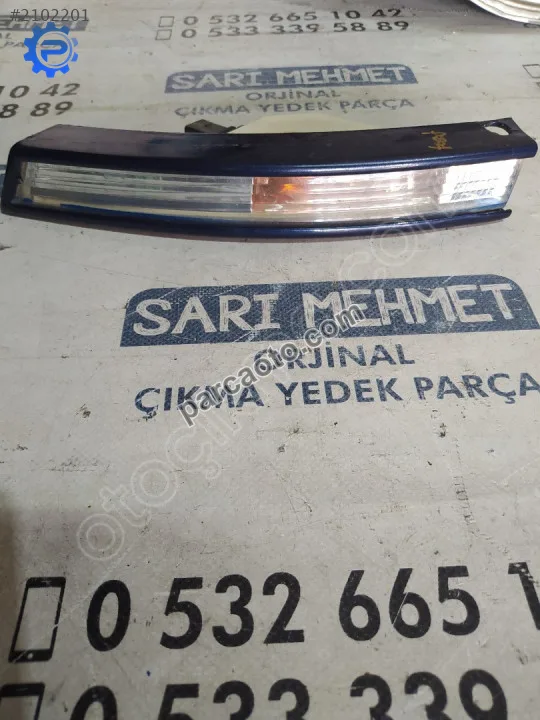 #2102201
0 532 665 10 42
0 533 339 58 89
SARI MEHMET
ORJİNAL
ÇIKMA YEDEK PARÇA
10 42
8 89
SARI MEHMET
ORJİNAL
ÇIKMA YEDEK PARÇA
parcaoto.com
0 532 665 1
0 533 339